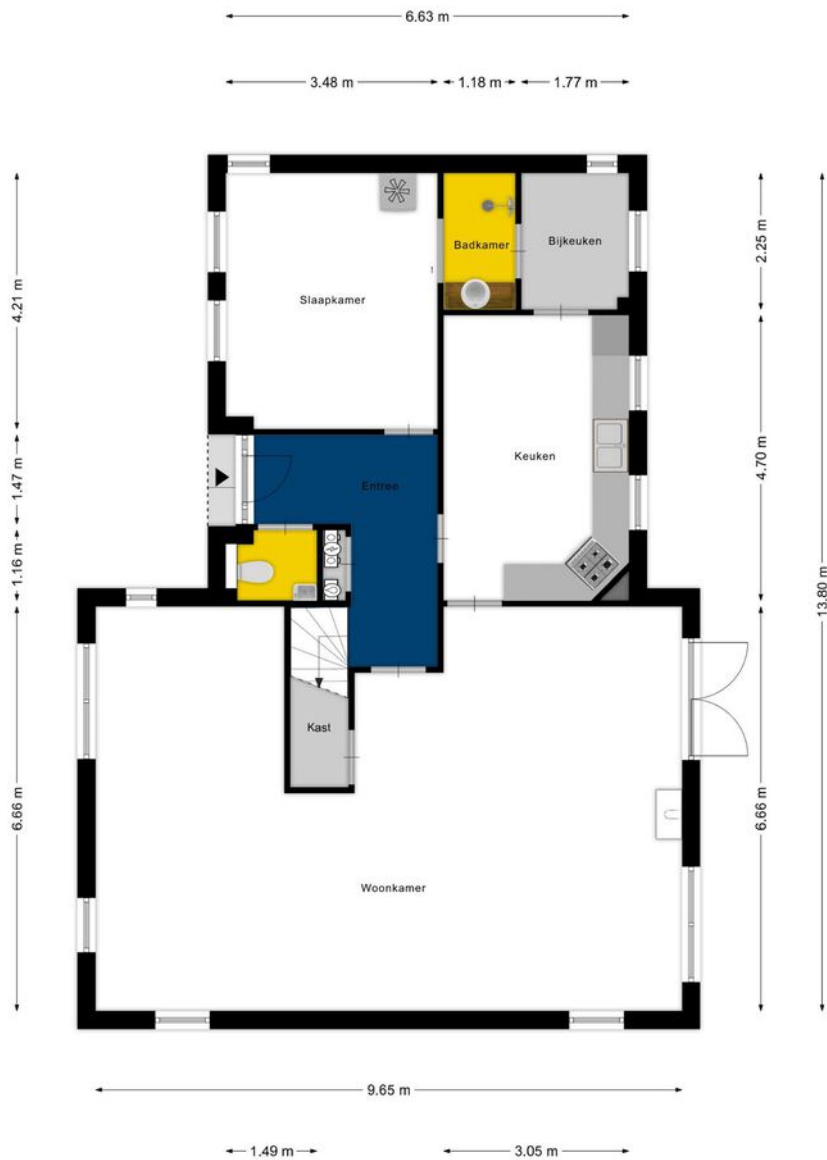 6.63 m
3.48 m
1.18 m
1.77 m
4.21 m
1.47 m
1.16 m
6.66 m
2.25 m
4.70 m
6.66 m
13.80 m
Badkamer
Bijkeuken
Slaapkamer
Keuken
Entree
Kast
Woonkamer
9.65 m
1.49 m
3.05 m